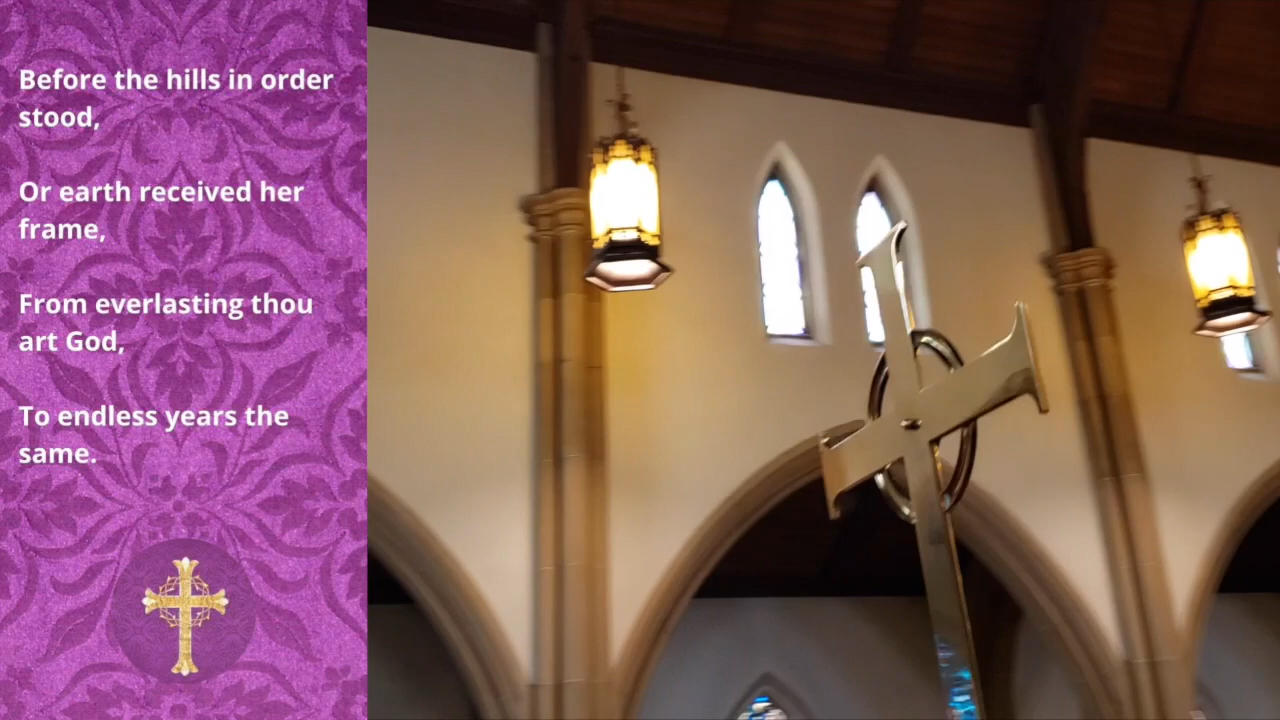 Before the hills in order
stood,
Or earth received her
frame,
From everlasting thou
art God,
To endless years the
same.